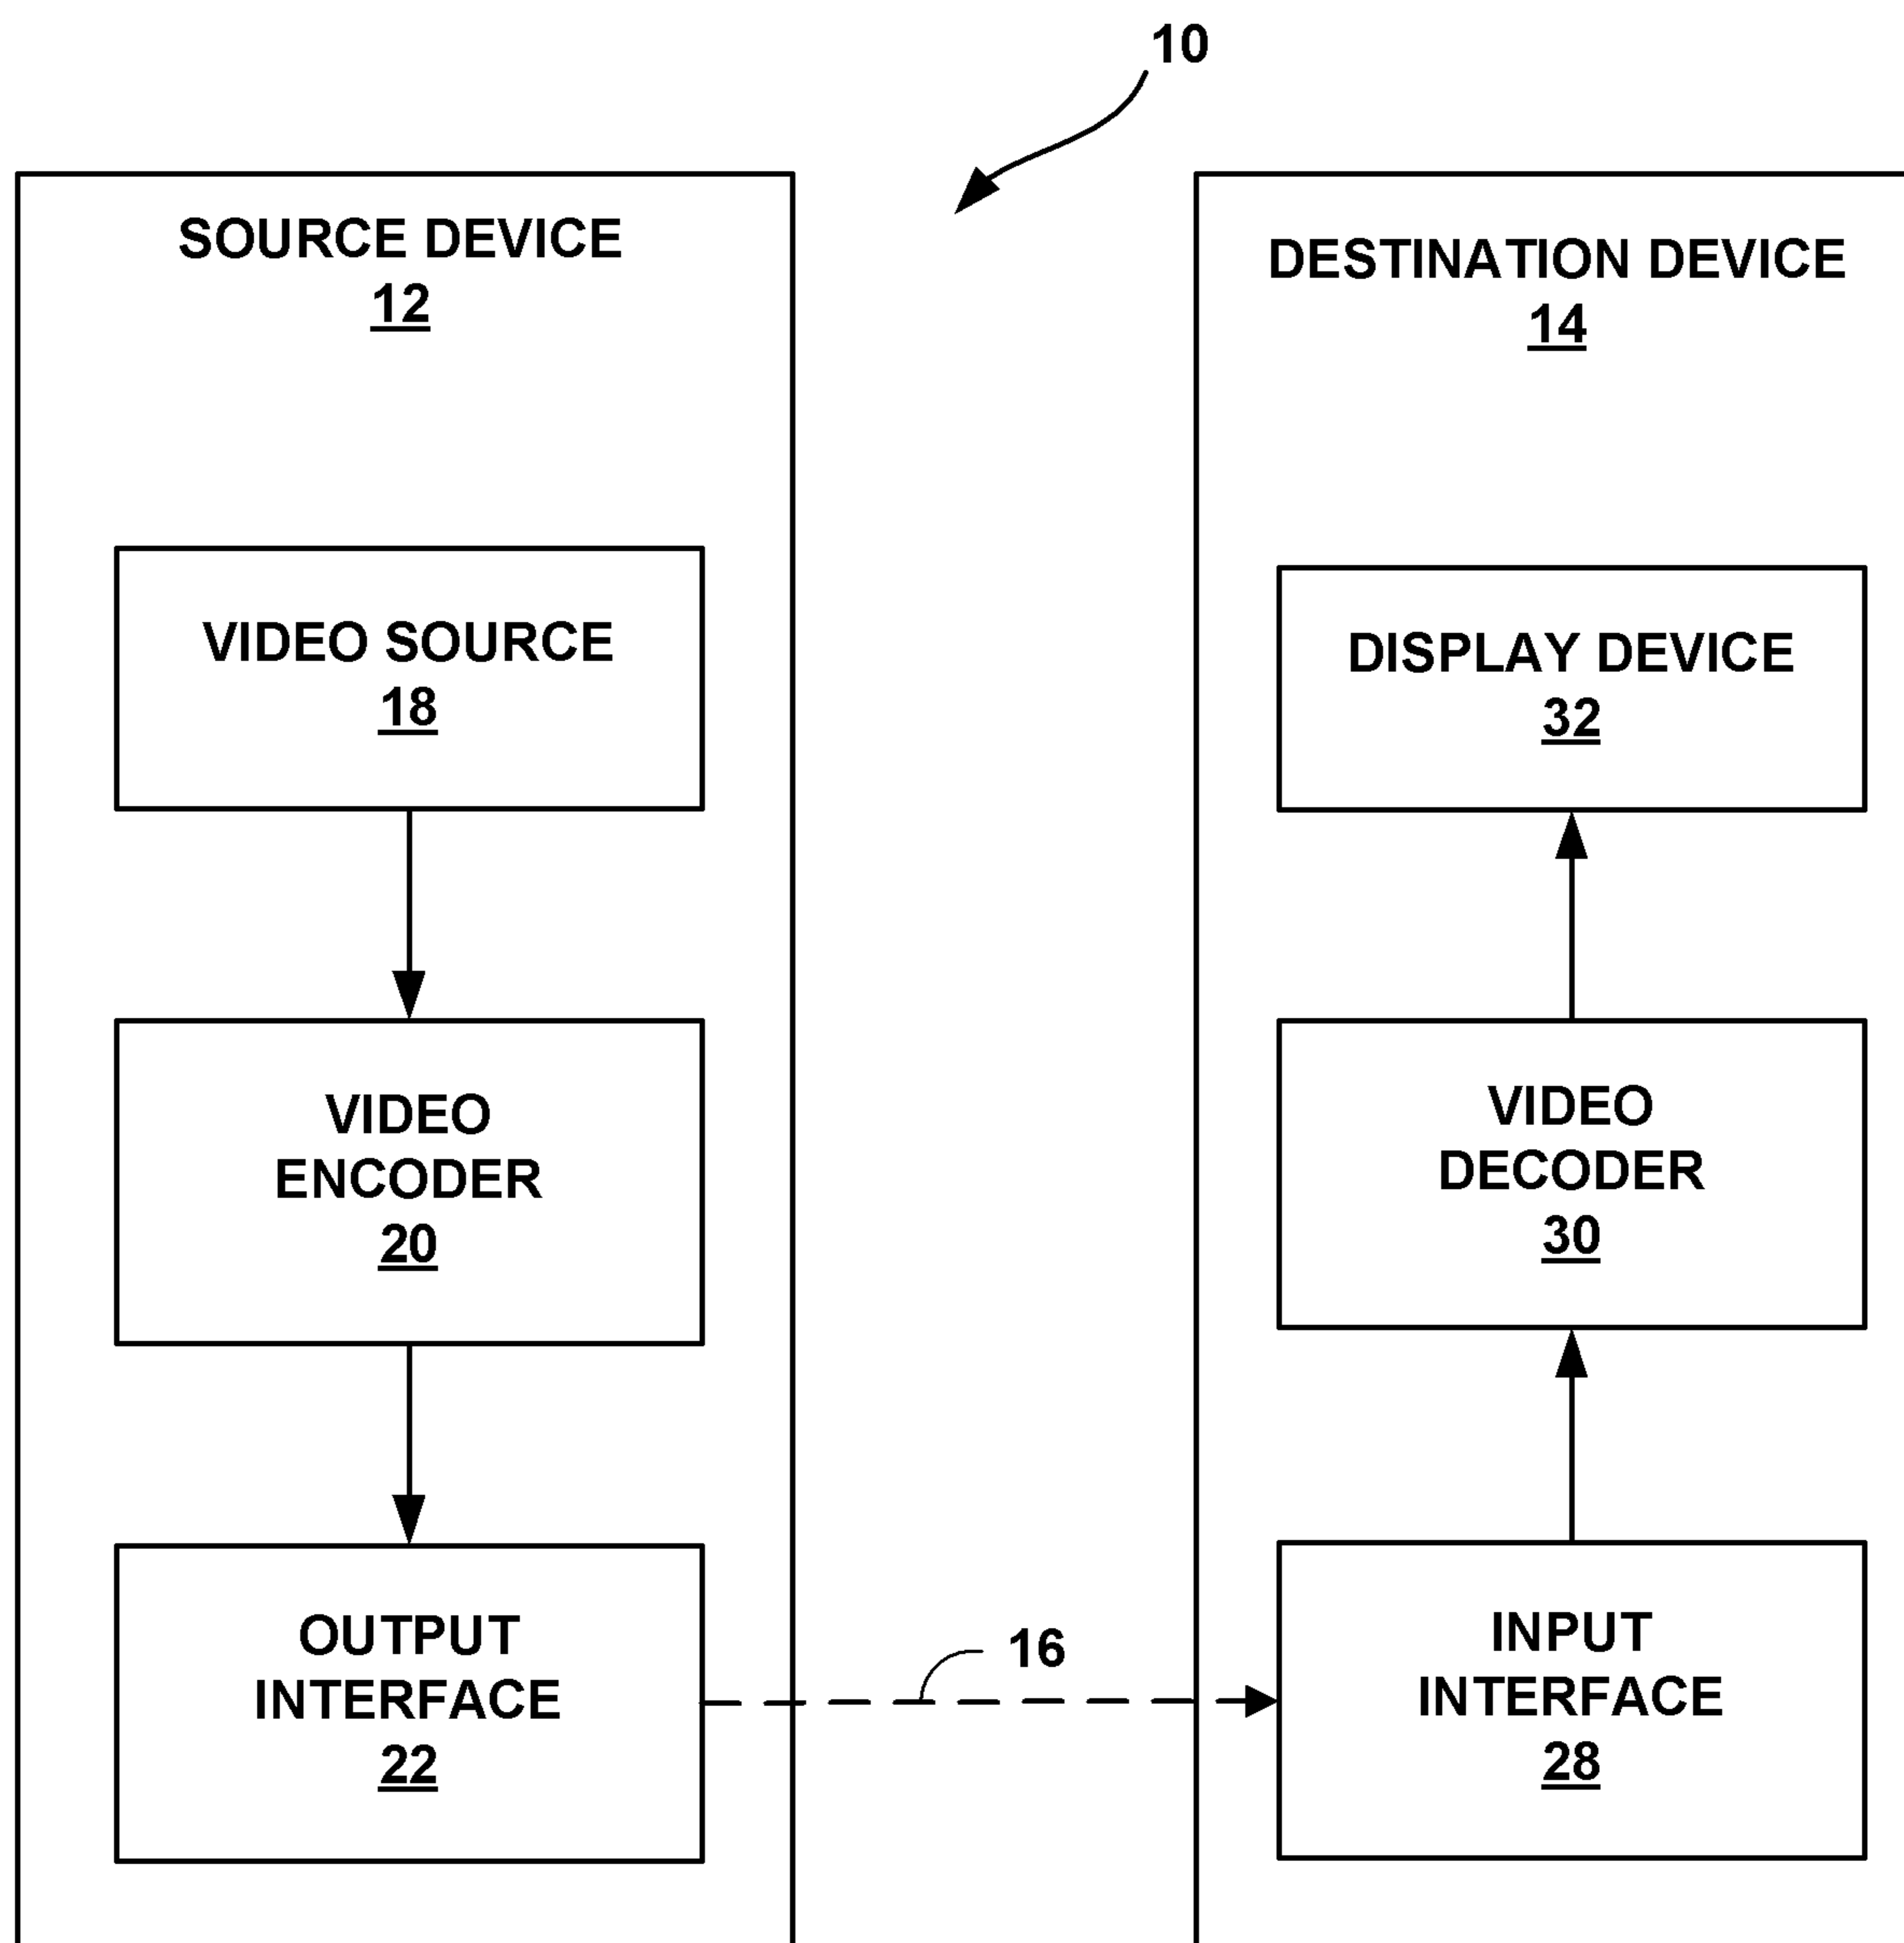 10
SOURCE DEVICE
12
VIDEO SOURCE
18
VIDEO
ENCODER
20
OUTPUT
INTERFACE
22
16
DESTINATION DEVICE
14
DISPLAY DEVICE
32
VIDEO
DECODER
30
INPUT
INTERFACE
28